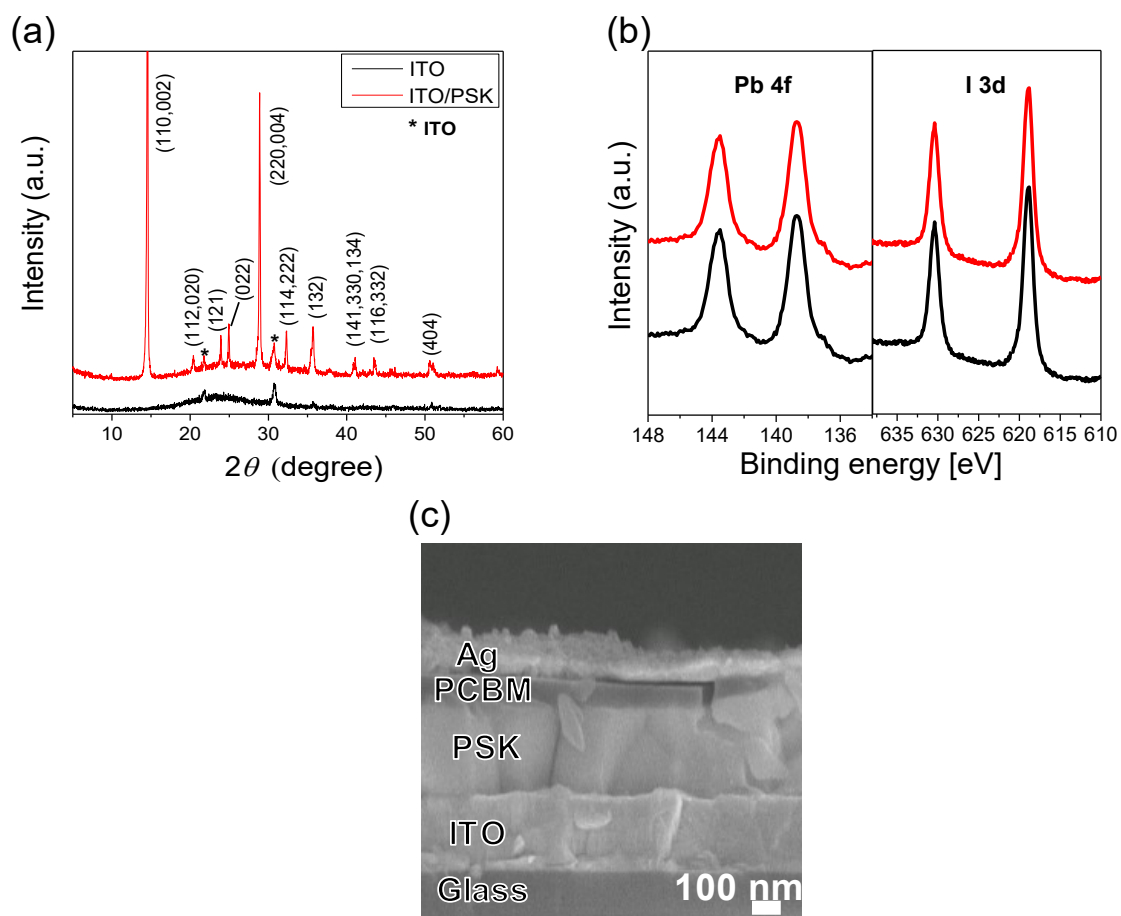 (a)
ITO
ITO/PSK
* ITO
(110,002)
(112,020)
*
(121)
(022)
(220,004)
*
(114,222)
(132)
(141,330,134)
(116,332)
(404)
Intensity (a.u.)
10 20 30 40 50 60
2θ (degree)
(b)
Pb 4f
I 3d
Intensity (a.u.)
148 144 140 136 635 630 625 620 615 610
Binding energy [eV]
(c)
Ag
PCBM
PSK
ITO
Glass
100 nm